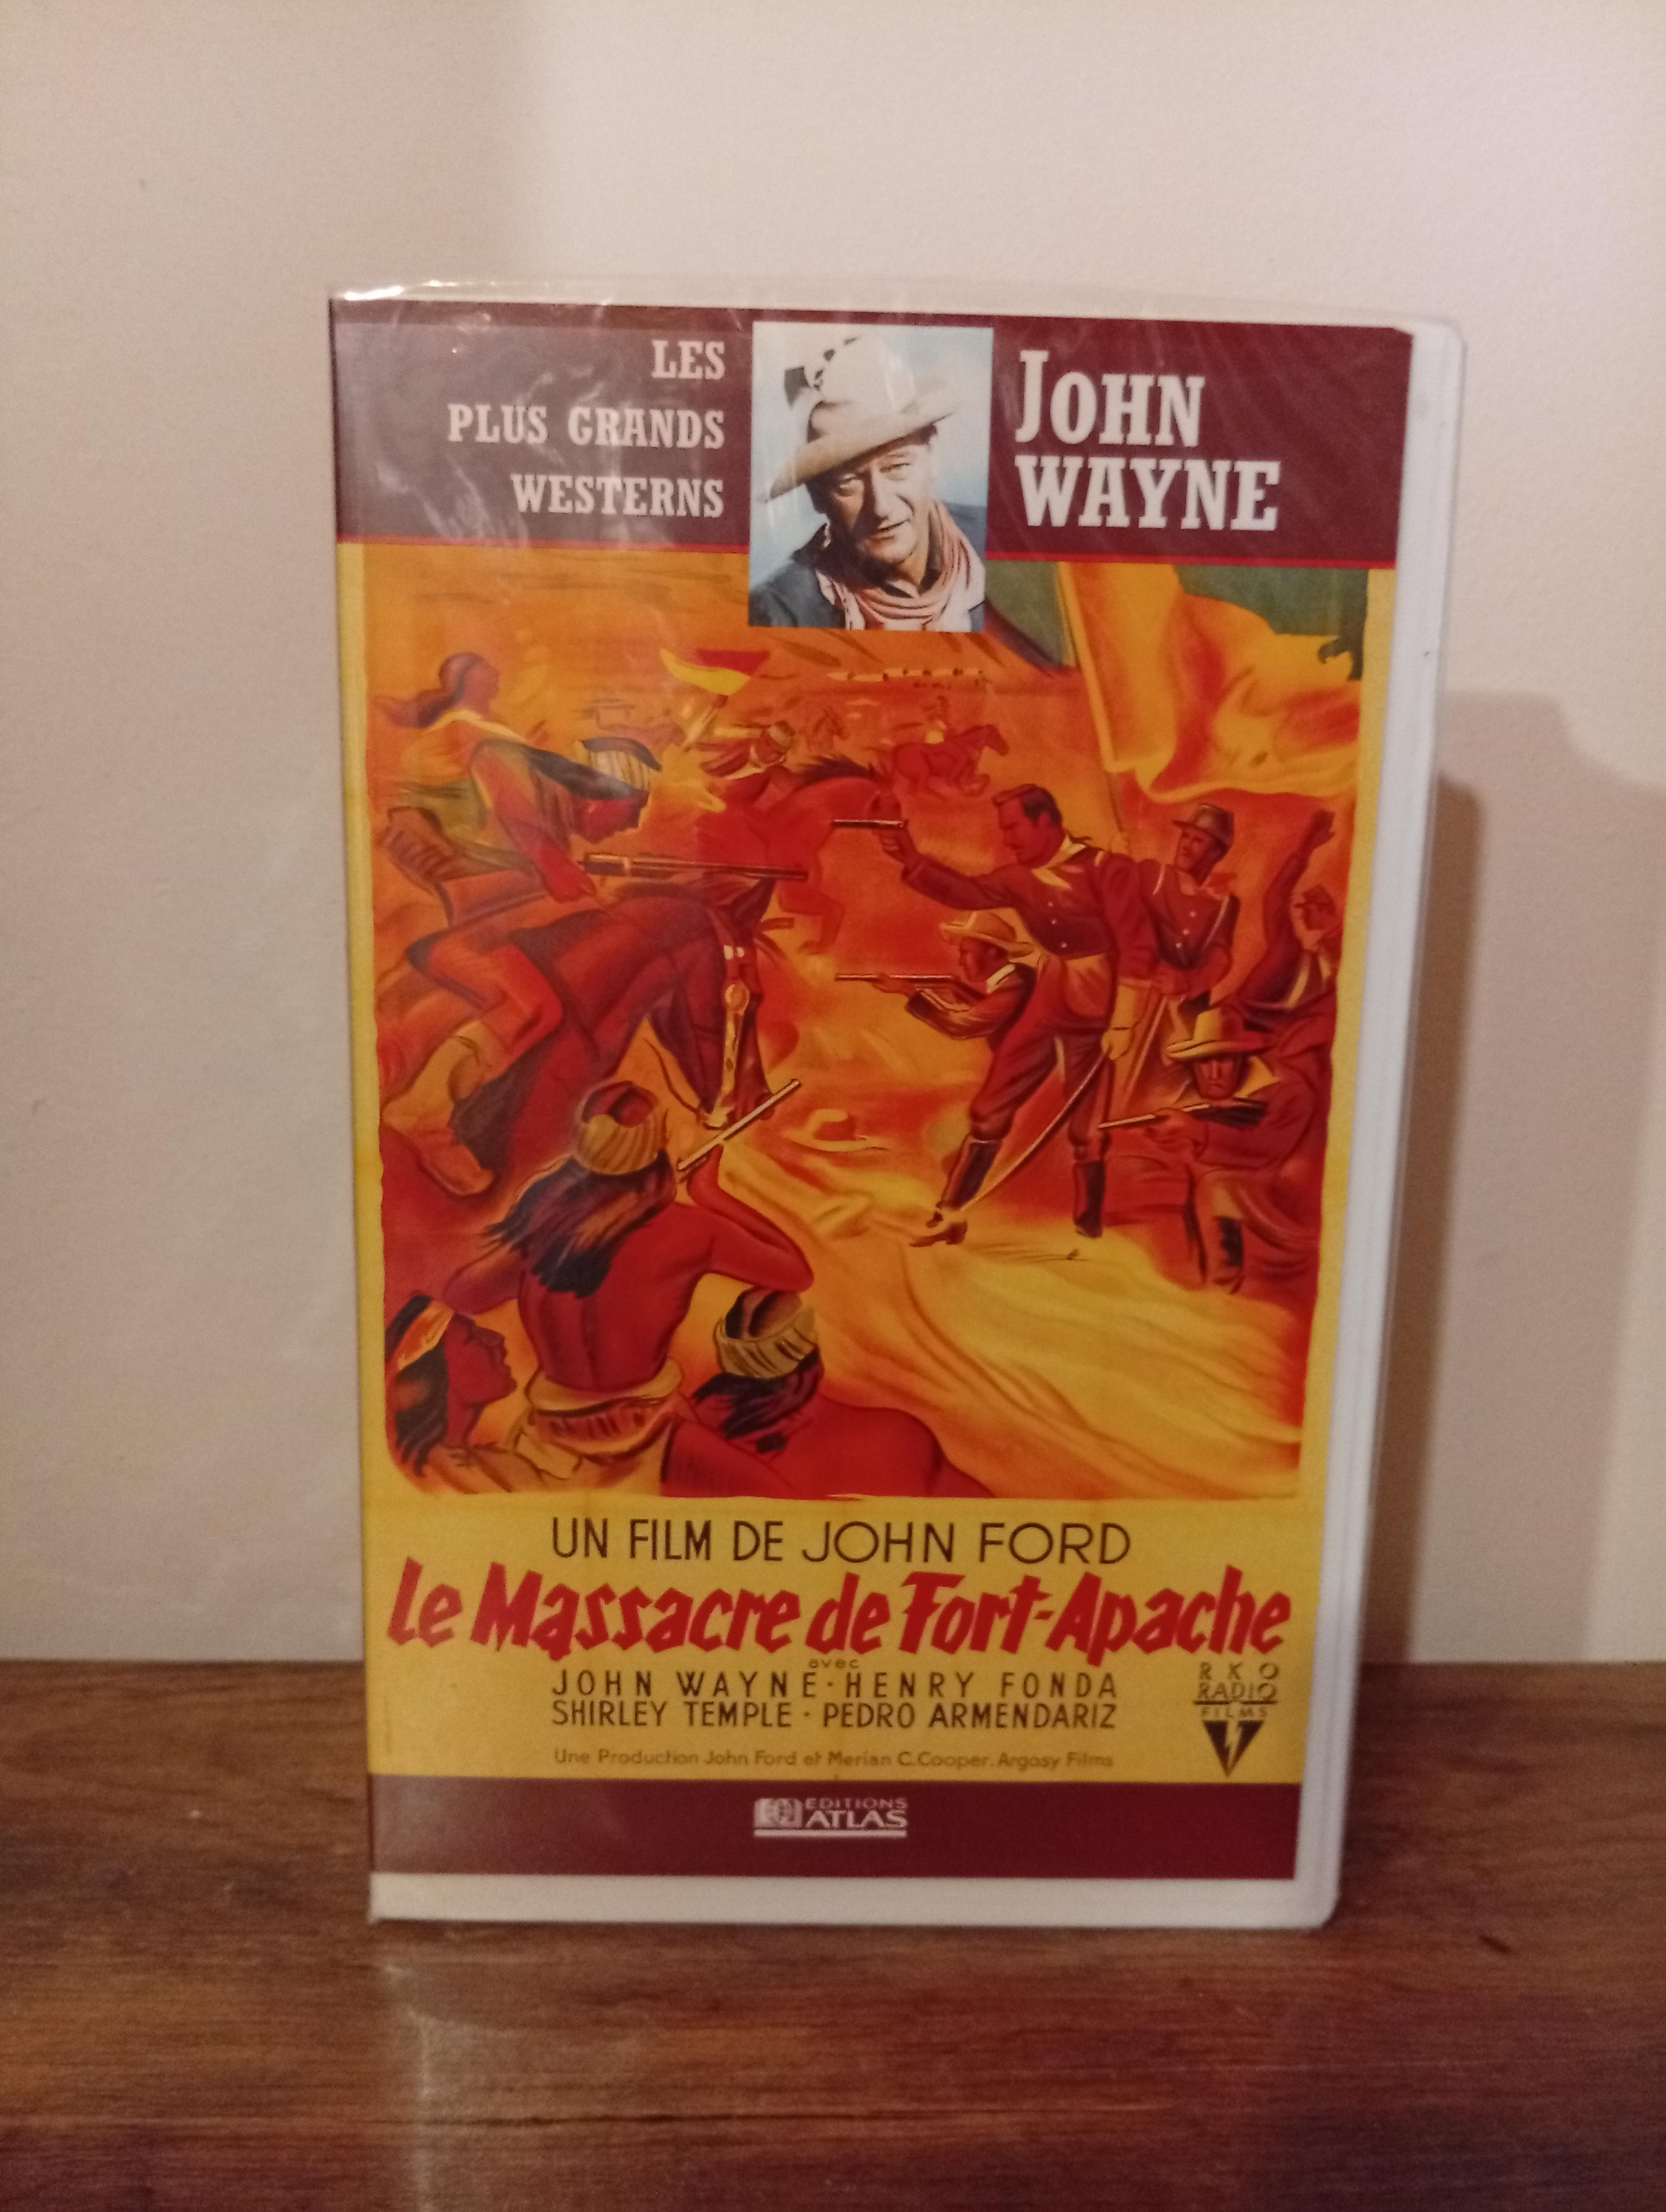 LES
PLUS GRANDS
WESTERNS
JOHN
WAYNE
UN FILM DE JOHN FORD
Le Massacre de Fort-Apache
avec
JOHN WAYNE · HENRY FONDA
SHIRLEY TEMPLE · PEDRO ARMENDARIZ
Une Production John Ford et Merian C. Cooper. Argosy Films
RKO
RADIO
FILMS
EDITIONS
ATLAS